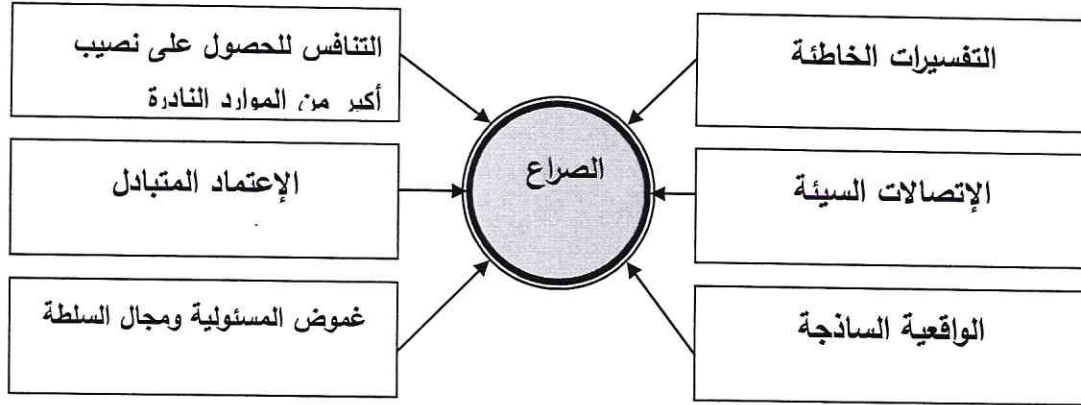 التفسيرات الخاطئة
الإتصالات السيئة
الواقعية الساذجة
الصراع
التنافس للحصول على نصيب
أكبر من الموارد النادرة
الإعتماد المتبادل
غموض المسئولية ومجال السلطة